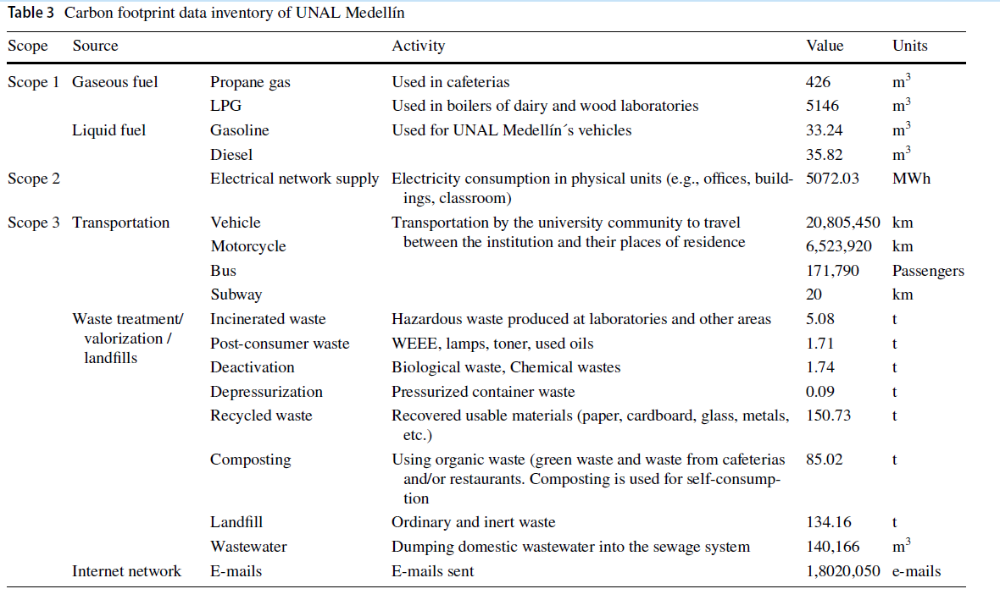 Table 3 Carbon footprint data inventory of UNAL Medellín
Scope Source Activity Value Units
Scope 1 Gaseous fuel Propane gas Used in cafeterias 426 m³
LPG Used in boilers of dairy and wood laboratories 5146 m³
Liquid fuel Gasoline Used for UNAL Medellín´s vehicles 33.24 m³
Diesel 35.82 m³
Scope 2 Electrical network supply Electricity consumption in physical units (e.g., offices, build- 5072.03 MWh
ings, classroom)
Scope 3 Transportation Vehicle Transportation by the university community to travel 20,805,450 km
Motorcycle between the institution and their places of residence 6,523,920 km
Bus 171,790 Passengers
Subway 20 km
Waste treatment/ Incinerated waste Hazardous waste produced at laboratories and other areas 5.08 t
valorization / Post-consumer waste WEEE, lamps, toner, used oils 1.71 t
landfills Deactivation Biological waste, Chemical wastes 1.74 t
Depressurization Pressurized container waste 0.09 t
Recycled waste Recovered usable materials (paper, cardboard, glass, metals, 150.73 t
etc.)
Composting Using organic waste (green waste and waste from cafeterias 85.02 t
and/or restaurants. Composting is used for self-consump-
tion
Landfill Ordinary and inert waste 134.16 t
Wastewater Dumping domestic wastewater into the sewage system 140,166 m³
Internet network E-mails E-mails sent 1,8020,050 e-mails